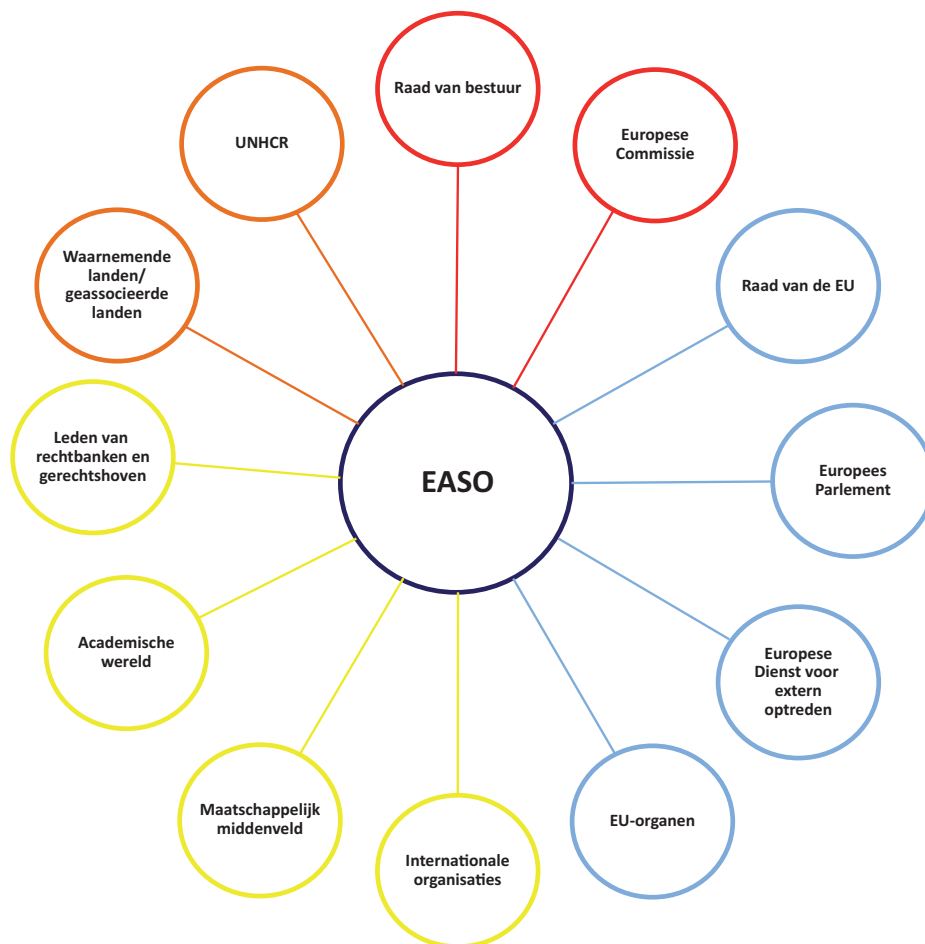 Raad van bestuur
Europese
Commissie
UNHCR
Raad van de EU
Waarnemende
landen/
geassocieerde
landen
Leden van
rechtbanken en
gerechtshoven
EASO
Europees
Parlement
Academische
wereld
Europese
Dienst voor
extern
optreden
Maatschappelijk
middenveld
EU-organen
Internationale
organisaties